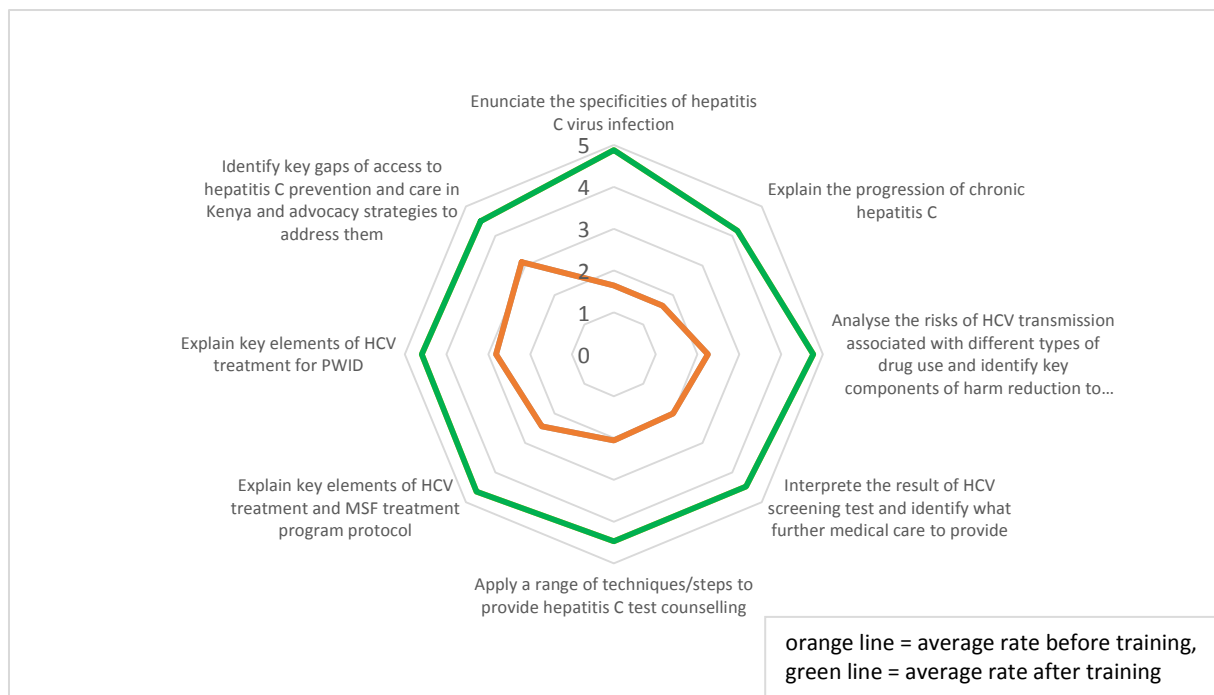 Enunciate the specificities of hepatitis
C virus infection
Explain the progression of chronic
hepatitis C
Analyse the risks of HCV transmission
associated with different types of
drug use and identify key
components of harm reduction to…
Interprete the result of HCV
screening test and identify what
further medical care to provide
Apply a range of techniques/steps to
provide hepatitis C test counselling
Explain key elements of HCV
treatment and MSF treatment
program protocol
Explain key elements of HCV
treatment for PWID
Identify key gaps of access to
hepatitis C prevention and care in
Kenya and advocacy strategies to
address them
5
4
3
2
1
0
orange line = average rate before training,
green line = average rate after training